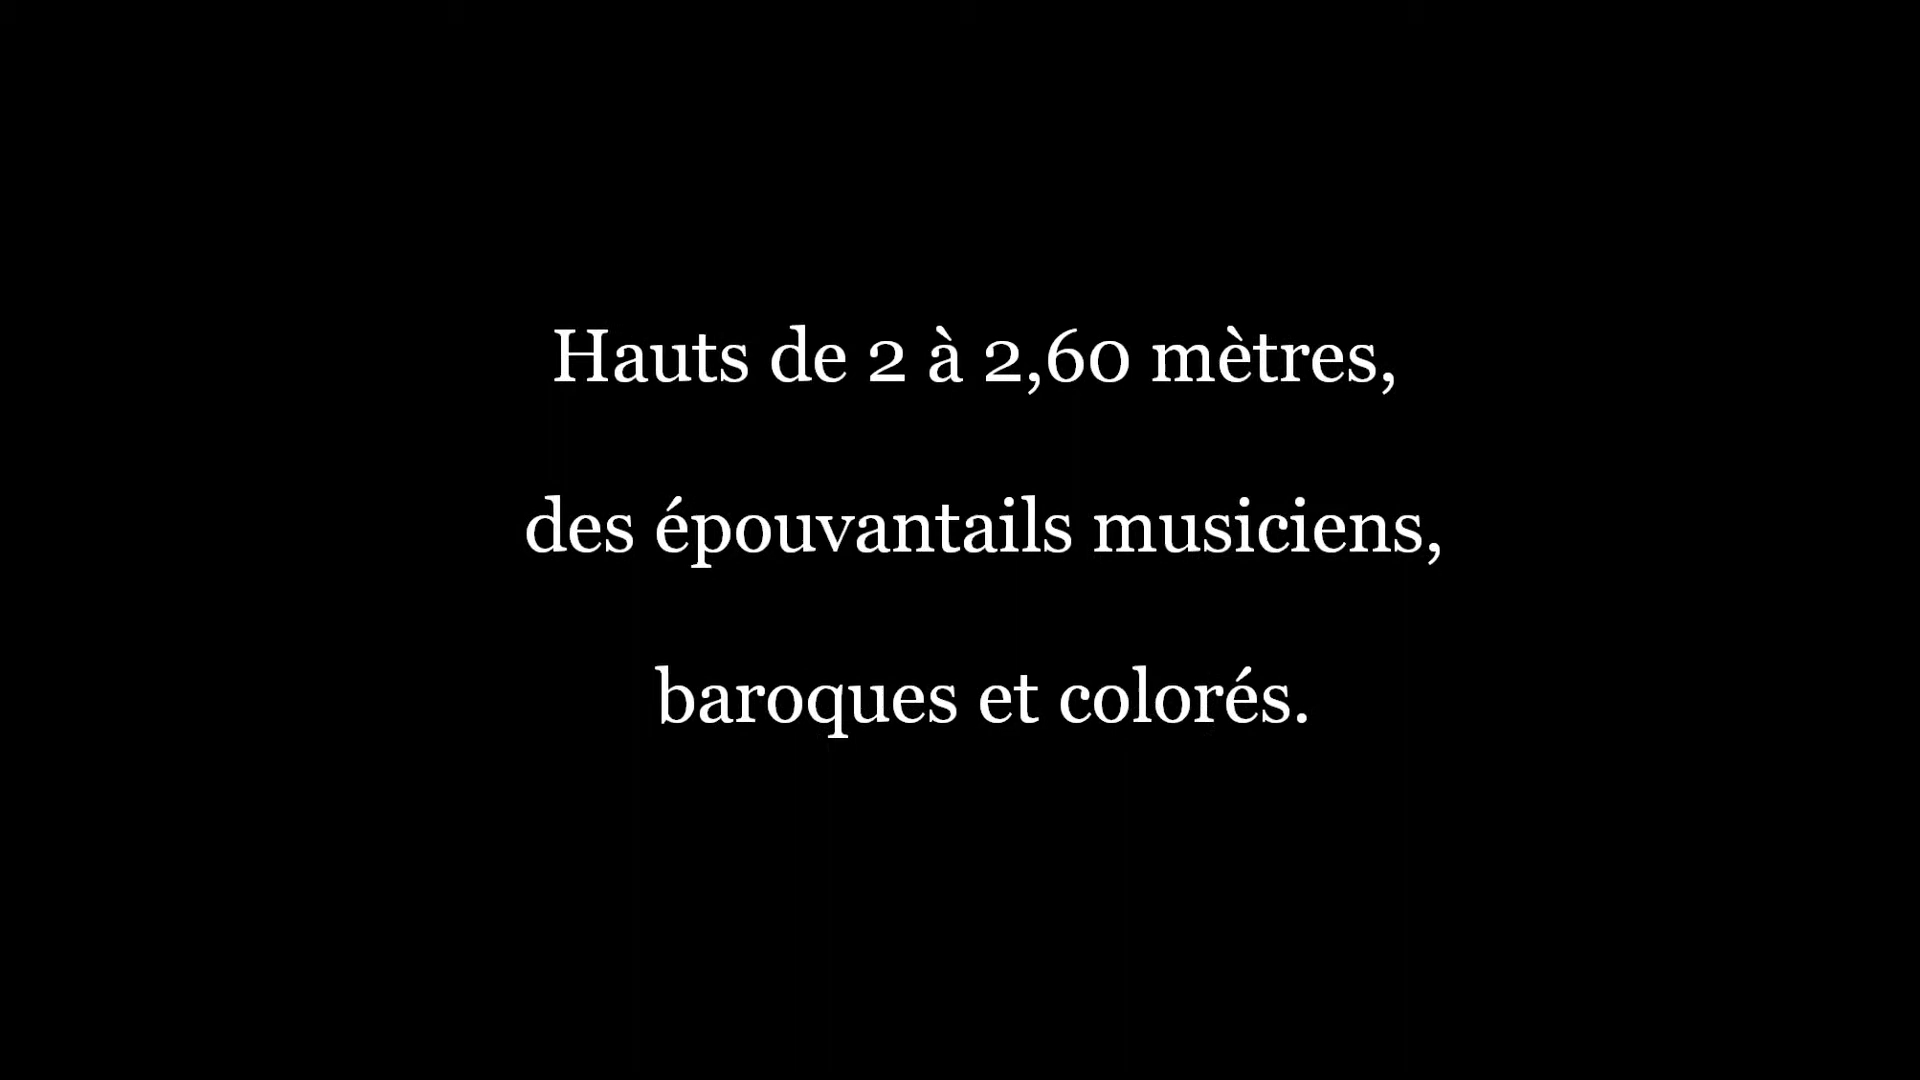 Hauts de 2 à 2,60 mètres,
des épouvantails musiciens,
baroques et colorés.